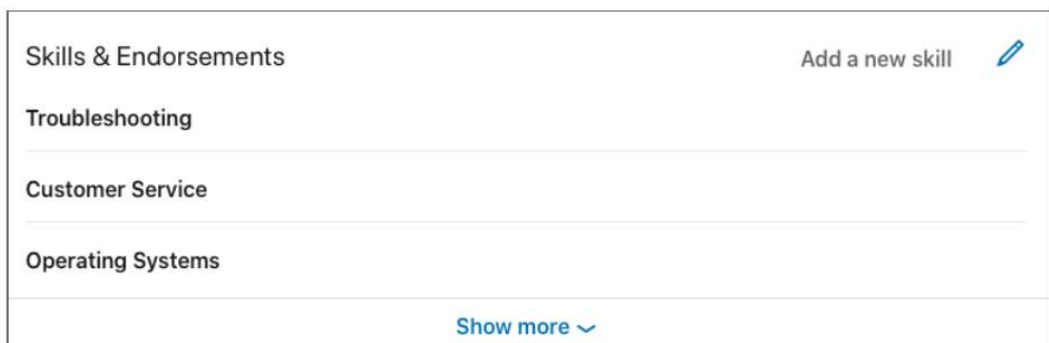 Skills & Endorsements
Add a new skill
Troubleshooting
Customer Service
Operating Systems
Show more